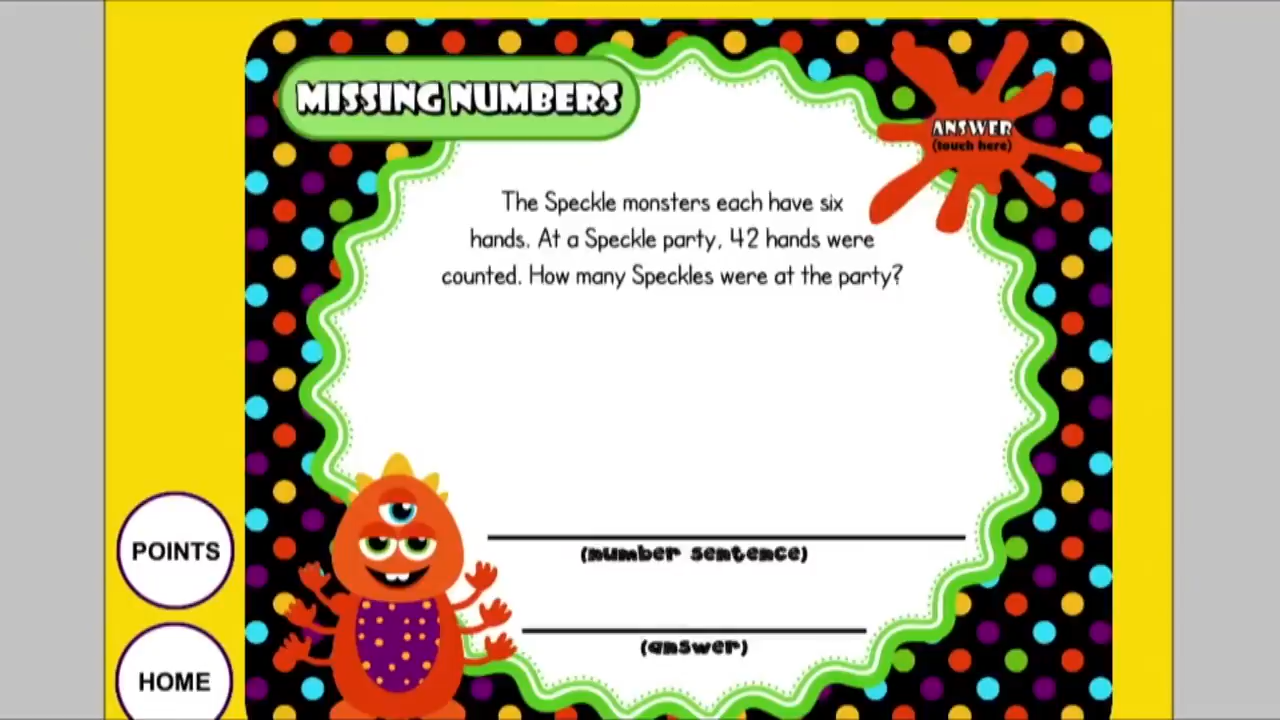 MISSING NUMBERS
ANSWER
(touch here)
The Speckle monsters each have six
hands. At a Speckle party, 42 hands were
counted. How many Speckles were at the party?
(number sentence)
(answer)
POINTS
HOME